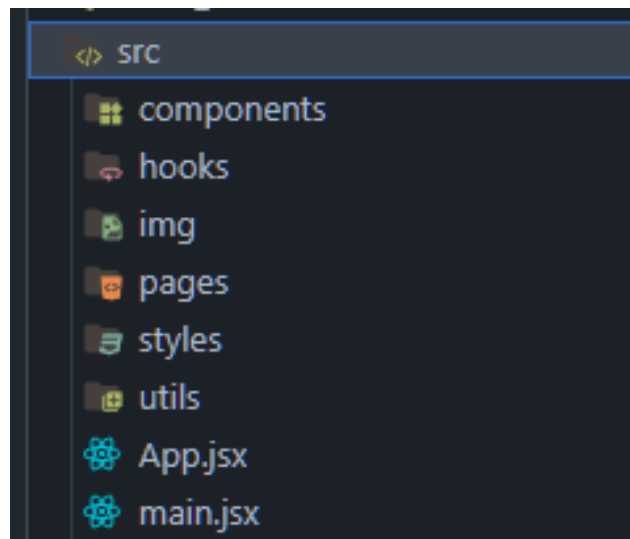 src
components
hooks
img
pages
styles
utils
App.jsx
main.jsx